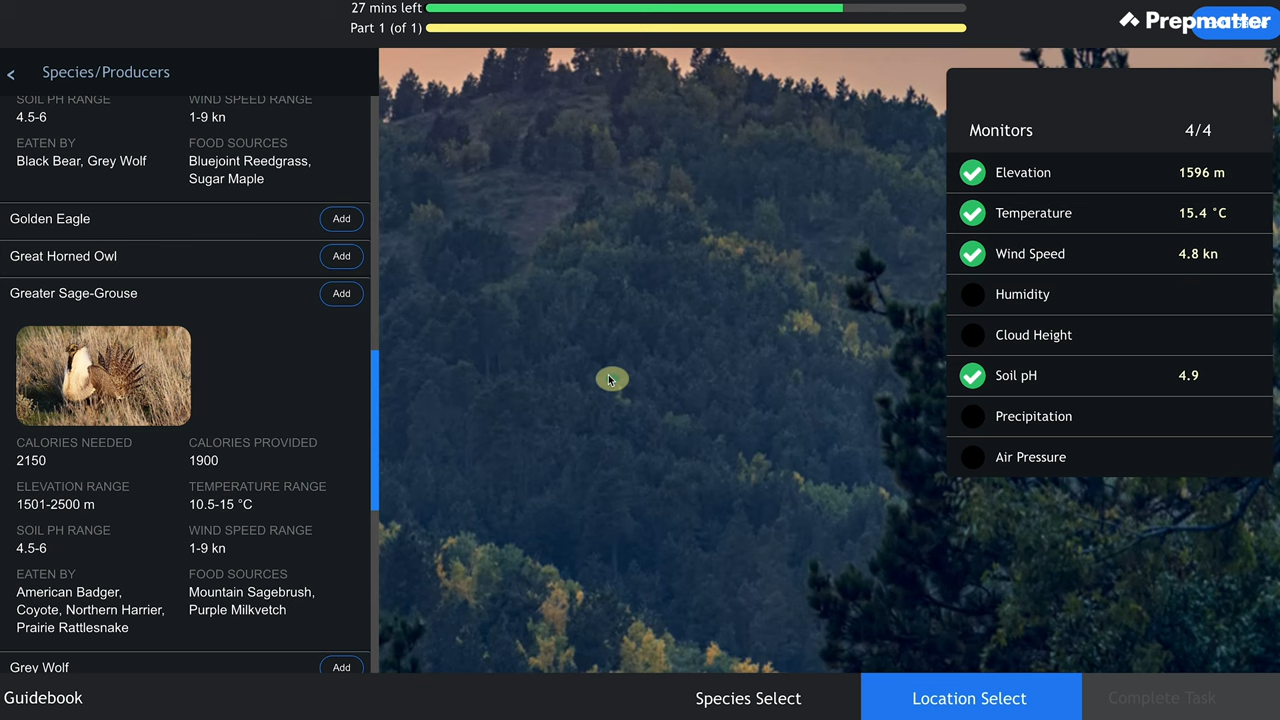 27 mins left
Part 1 (of 1)
Prepmatter
< Species/Producers
SOIL PH RANGE WIND SPEED RANGE
4.5-6 1-9 kn
EATEN BY FOOD SOURCES
Black Bear, Grey Wolf Bluejoint Reedgrass,
Sugar Maple
Golden Eagle Add
Great Horned Owl Add
Greater Sage-Grouse Add
CALORIES NEEDED CALORIES PROVIDED
2150 1900
ELEVATION RANGE TEMPERATURE RANGE
1501-2500 m 10.5-15 °C
SOIL PH RANGE WIND SPEED RANGE
4.5-6 1-9 kn
EATEN BY FOOD SOURCES
American Badger, Mountain Sagebrush,
Coyote, Northern Harrier, Purple Milkvetch
Prairie Rattlesnake
Grey Wolf Add
Monitors 4/4
Elevation 1596 m
Temperature 15.4 °C
Wind Speed 4.8 kn
Humidity
Cloud Height
Soil pH 4.9
Precipitation
Air Pressure
Guidebook Species Select Location Select Complete Task